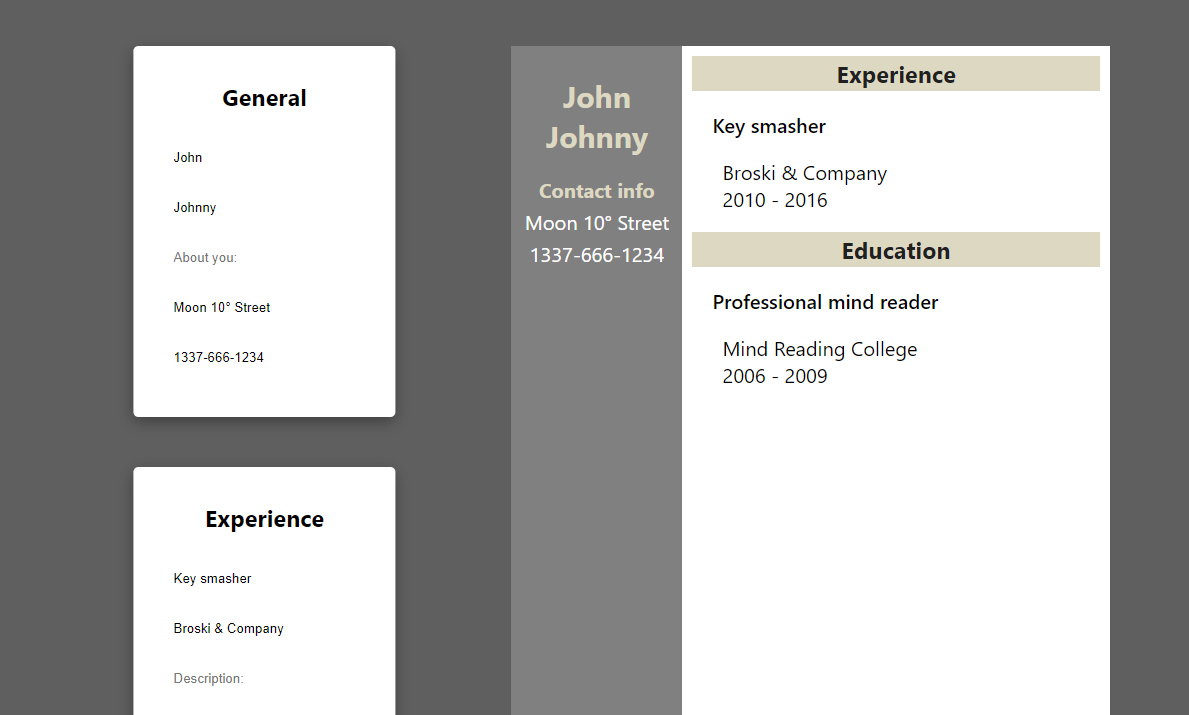 General
John
Johnny
About you:
Moon 10° Street
1337-666-1234
Experience
Key smasher
Broski & Company
Description:
John
Johnny
Contact info
Moon 10° Street
1337-666-1234
Experience
Key smasher
Broski & Company
2010 - 2016
Education
Professional mind reader
Mind Reading College
2006 - 2009